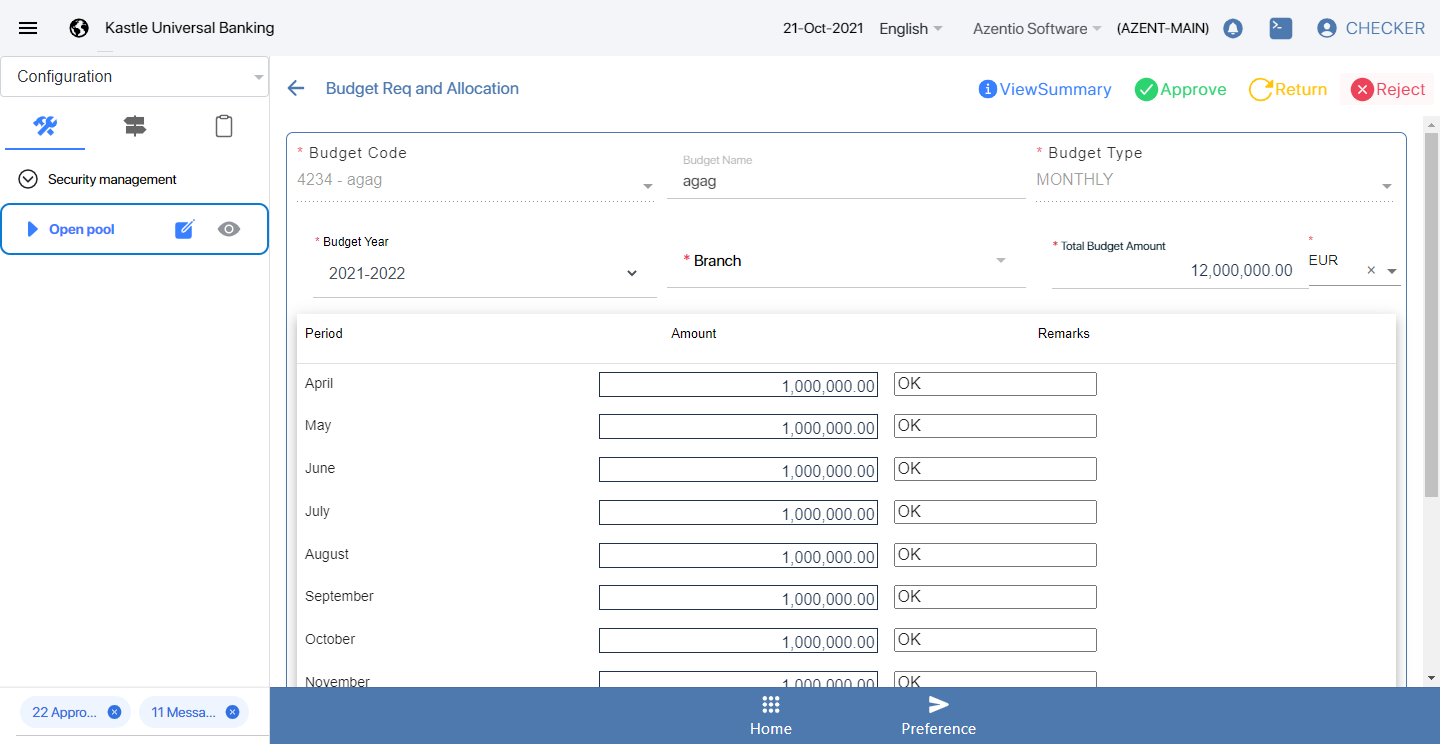 Kastle Universal Banking
21-Oct-2021 English Azentio Software (AZENT-MAIN) CHECKER
Configuration
Security management
Open pool
22 Appro...
11 Messa...
Budget Req and Allocation
ViewSummary Approve Return Reject
* Budget Code
4234 - agag
Budget Name
agag
* Budget Type
MONTHLY
* Budget Year
2021-2022
* Branch
* Total Budget Amount
12,000,000.00
*
EUR
Period Amount Remarks
April 1,000,000.00 OK
May 1,000,000.00 OK
June 1,000,000.00 OK
July 1,000,000.00 OK
August 1,000,000.00 OK
September 1,000,000.00 OK
October 1,000,000.00 OK
November 1,000,000.00 OK
Home Preference